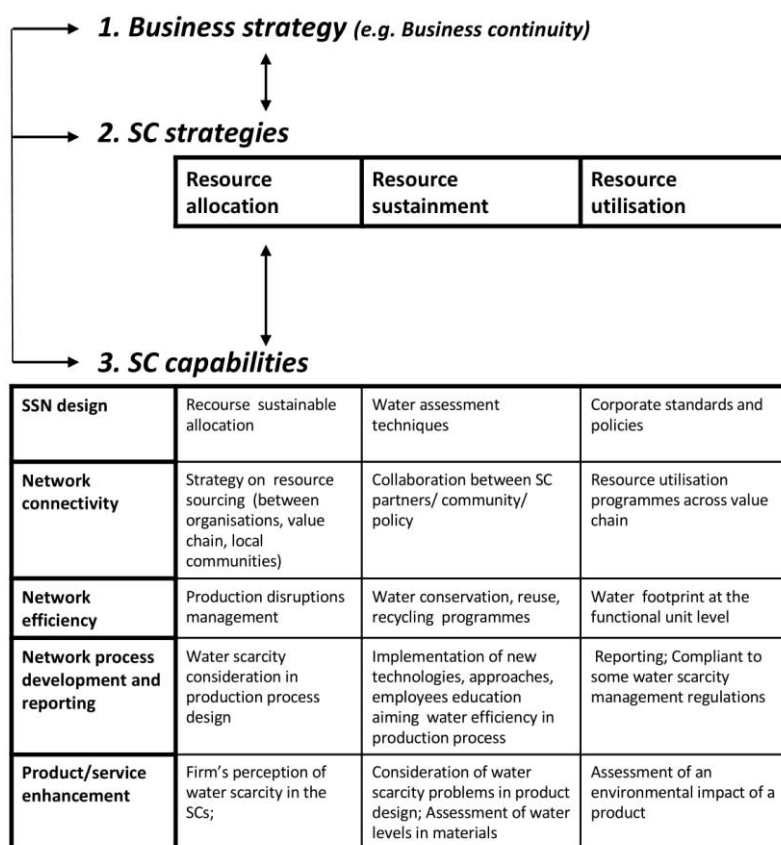 1. Business strategy (e.g. Business continuity)
2. SC strategies
Resource
allocation
Resource
sustainment
Resource
utilisation
3. SC capabilities
SSN design
Recourse sustainable
allocation
Water assessment
techniques
Corporate standards and
policies
Network
connectivity
Strategy on resource
sourcing (between
organisations, value
chain, local
communities)
Collaboration between SC
partners/ community/
policy
Resource utilisation
programmes across value
chain
Network
efficiency
Production disruptions
management
Water conservation, reuse,
recycling programmes
Water footprint at the
functional unit level
Network process
development and
reporting
Water scarcity
consideration in
production process
design
Implementation of new
technologies, approaches,
employees education
aiming water efficiency in
production process
Reporting; Compliant to
some water scarcity
management regulations
Product/service
enhancement
Firm's perception of
water scarcity in the
SCs;
Consideration of water
scarcity problems in product
design; Assessment of water
levels in materials
Assessment of an
environmental impact of a
product